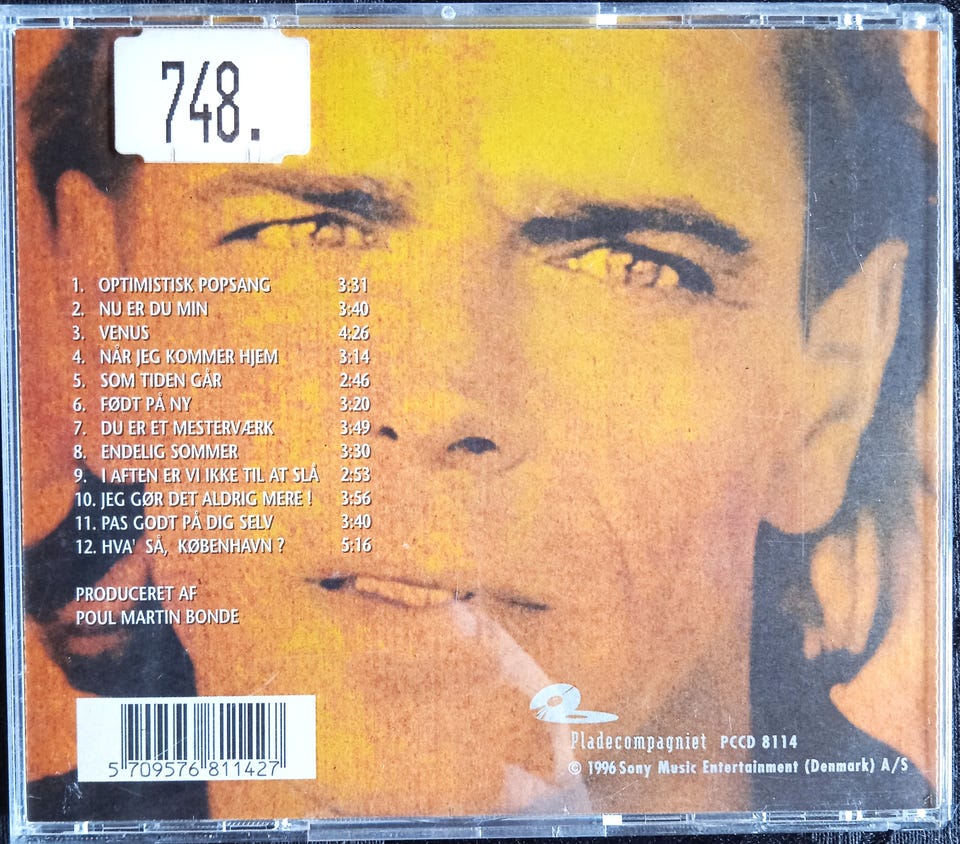 748.
1. OPTIMISTISK POPSANG 3:31
2. NU ER DU MIN 3:40
3. VENUS 4:26
4. NÅR JEG KOMMER HJEM 3:14
5. SOM TIDEN GÅR 2:46
6. FØDT PÅ NY 3:20
7. DU ER ET MESTERVÆRK 3:49
8. ENDELIG SOMMER 3:30
9. I AFTEN ER VI IKKE TIL AT SLÅ 2:53
10. JEG GØR DET ALDRIG MERE ! 3:56
11. PAS GODT PÅ DIG SELV 3:40
12. HVA' SÅ, KØBENHAVN ? 5:16
PRODUCERET AF
POUL MARTIN BONDE
5 709576 811427
Pladecompagniet PCCD 8114
© 1996 Sony Music Entertainment (Denmark) A/S